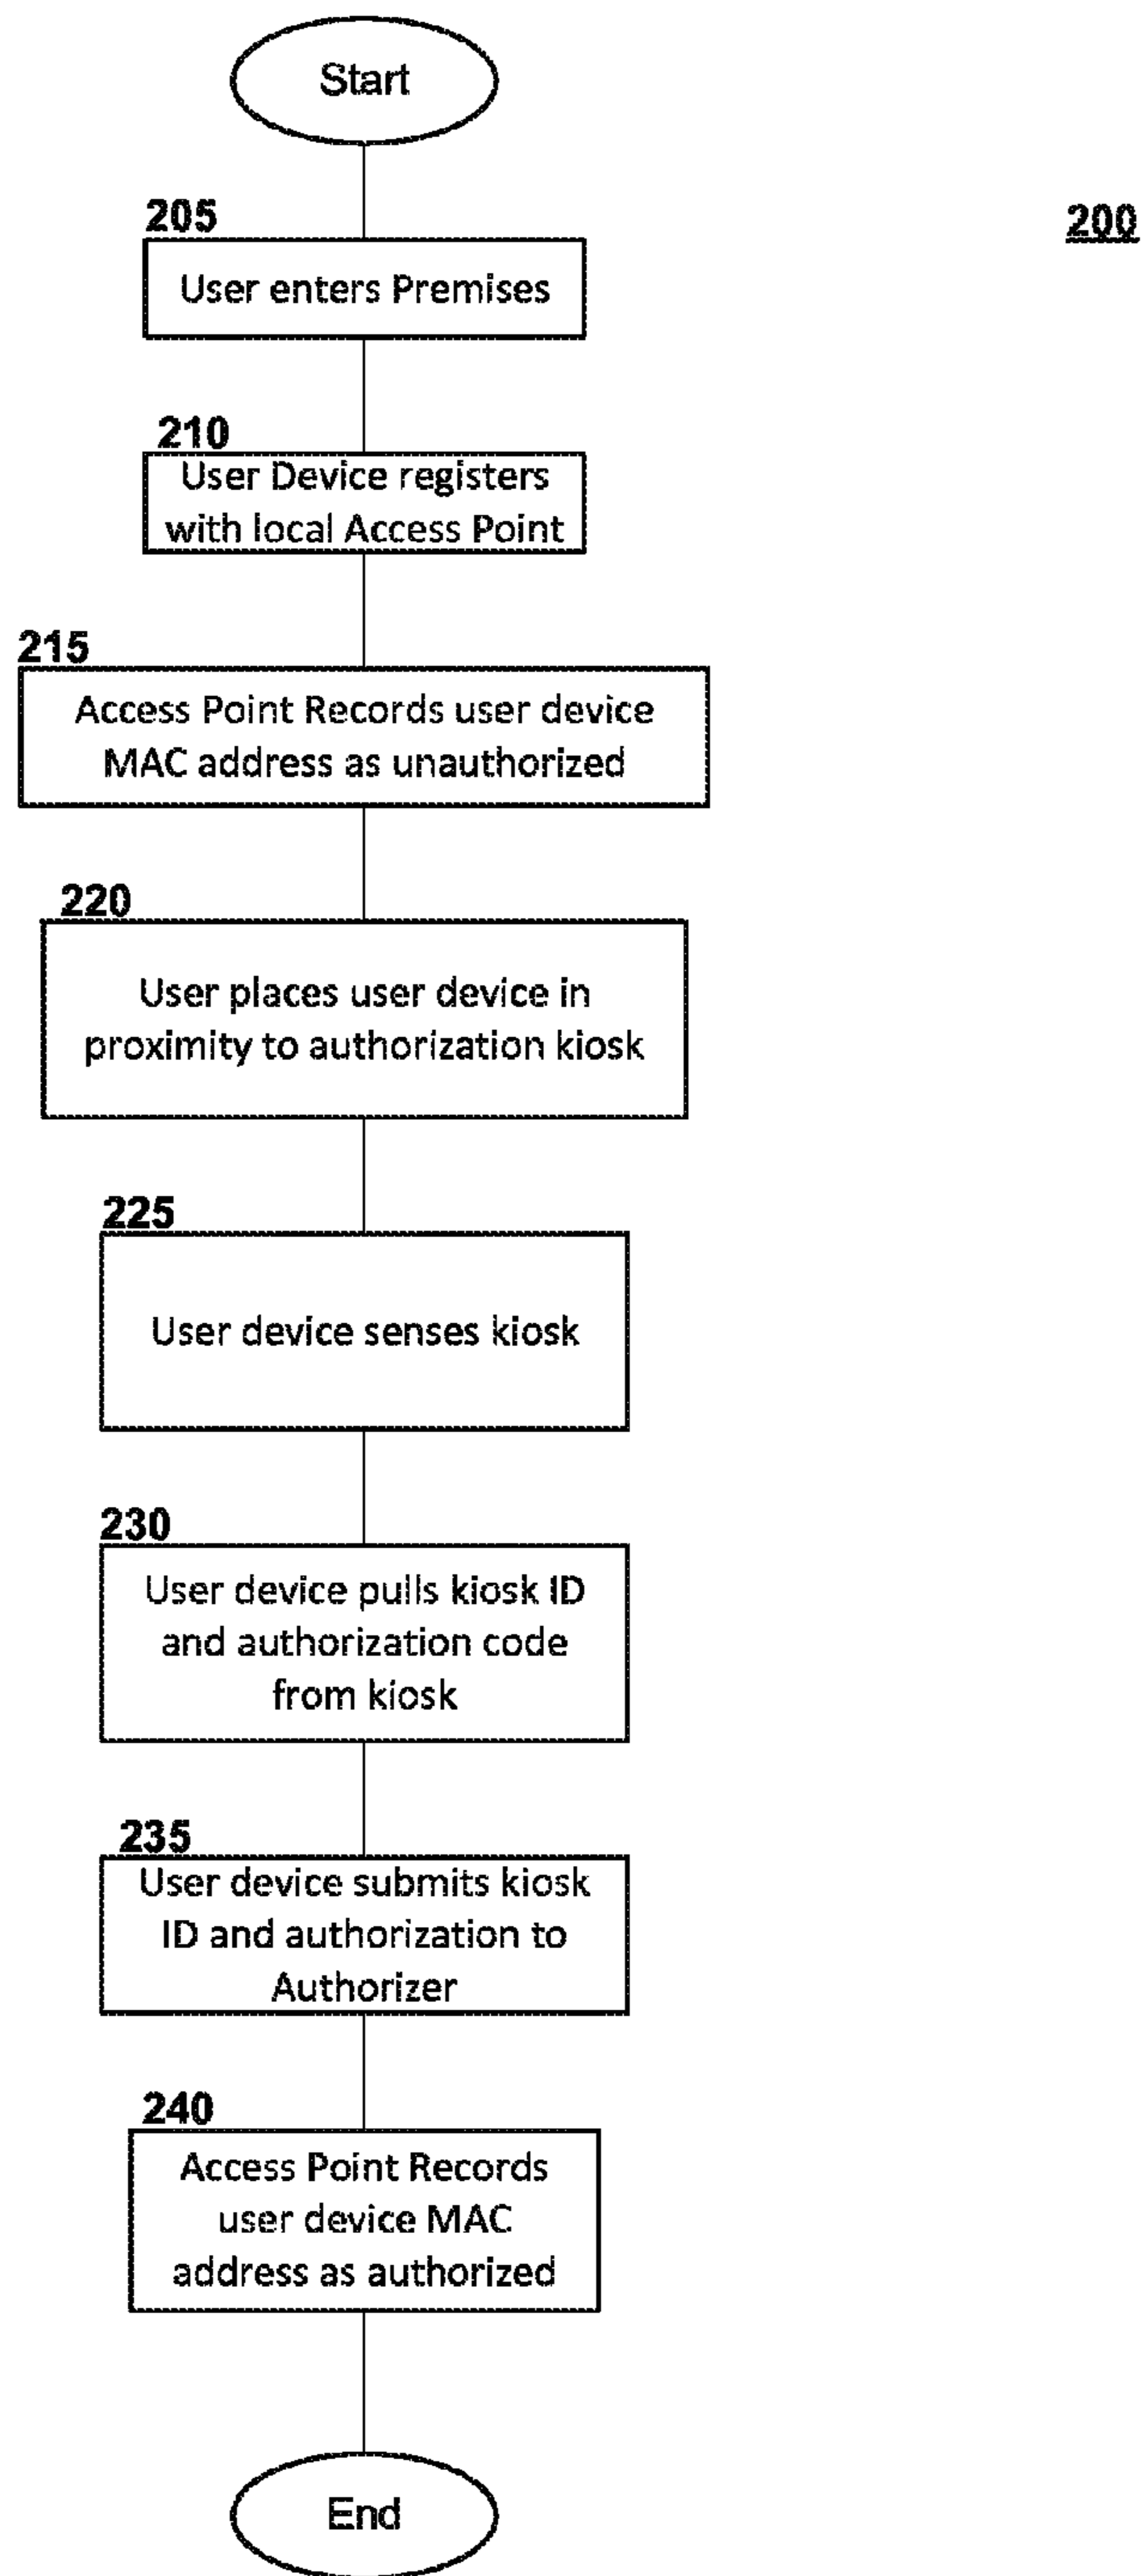 Start
200
205
User enters Premises
210
User Device registers
with local Access Point
215
Access Point Records user device
MAC address as unauthorized
220
User places user device in
proximity to authorization kiosk
225
User device senses kiosk
230
User device pulls kiosk ID
and authorization code
from kiosk
235
User device submits kiosk
ID and authorization to
Authorizer
240
Access Point Records
user device MAC
address as authorized
End